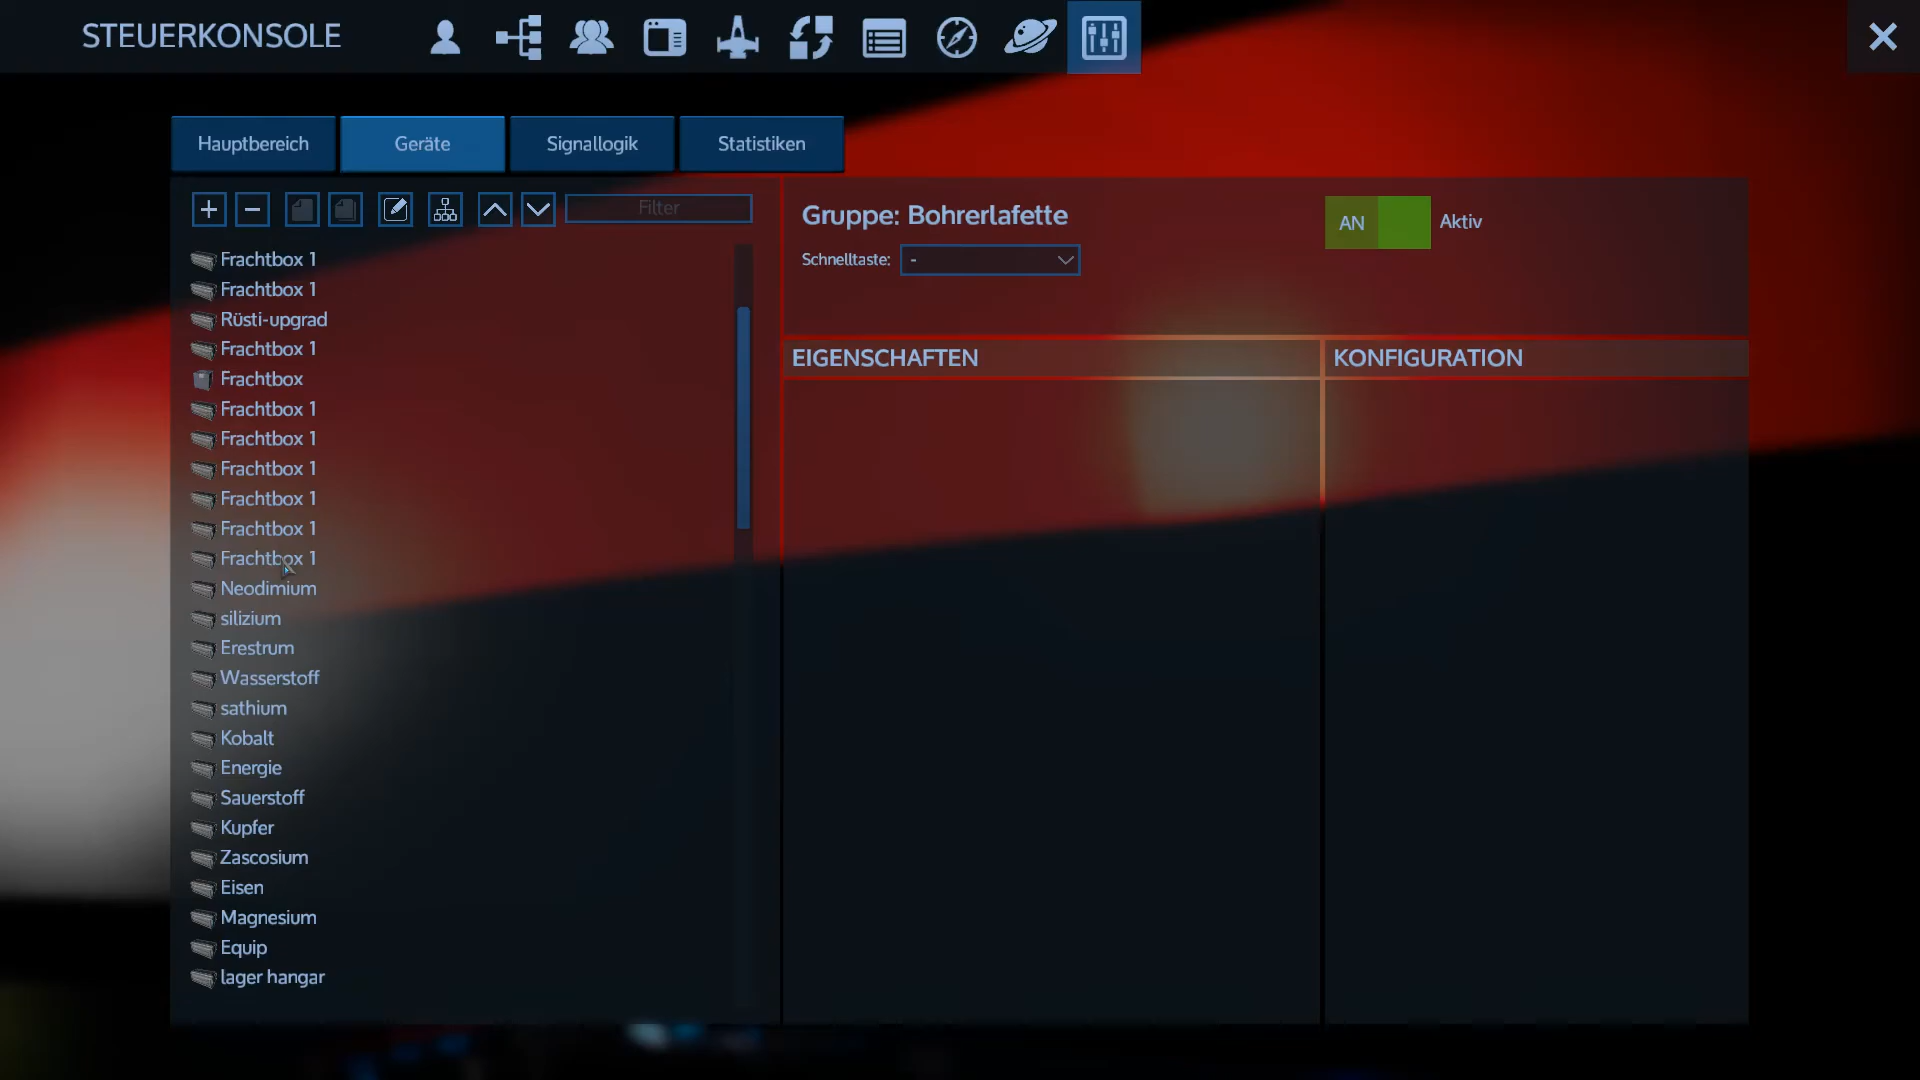 STEUERKONSOLE
Hauptbereich
Geräte
Signallogik
Statistiken
Filter
Frachtbox 1
Frachtbox 1
Rüsti-upgrad
Frachtbox 1
Frachtbox
Frachtbox 1
Frachtbox 1
Frachtbox 1
Frachtbox 1
Frachtbox 1
Frachtbox 1
Neodimium
silizium
Erestrum
Wasserstoff
sathium
Kobalt
Energie
Sauerstoff
Kupfer
Zascosium
Eisen
Magnesium
Equip
lager hangar
Gruppe: Bohrerlafette
AN
Aktiv
Schnelltaste:
-
EIGENSCHAFTEN
KONFIGURATION